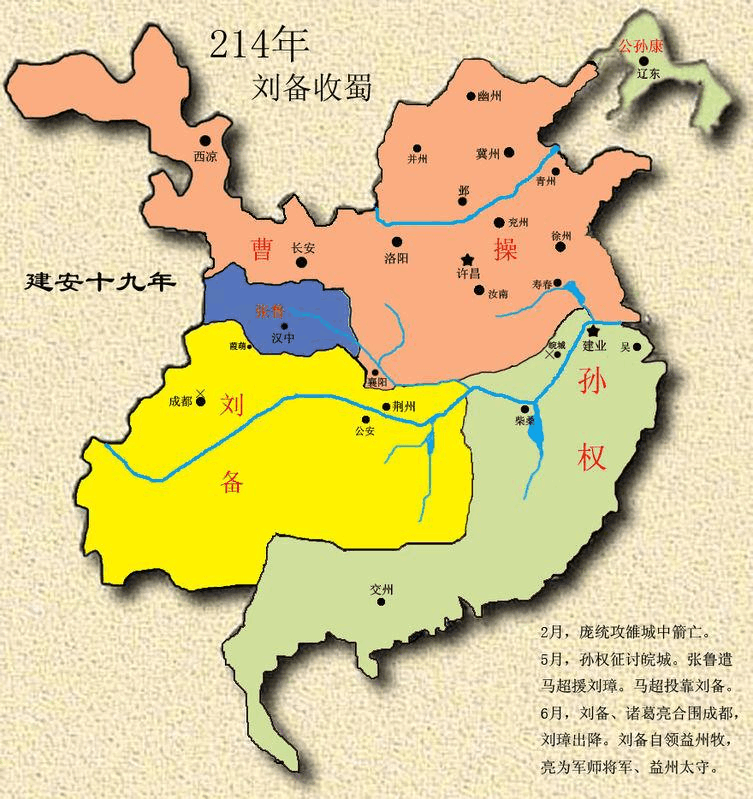 214年
刘备收蜀
公孙康
辽东
幽州
西凉
并州
冀州
青州
邺
兖州
徐州
曹
操
长安
洛阳
许昌
建安十九年
汝南
寿春
张鲁
汉中
葭萌
皖城
建业
吴
襄阳
孙
成都
刘
荆州
柴桑
公安
权
备
交州
2月，庞统攻雒城中箭亡。
5月，孙权征讨皖城。张鲁遣
马超援刘璋。马超投靠刘备。
6月，刘备、诸葛亮合围成都，
刘璋出降。刘备自领益州牧，
亮为军师将军、益州太守。